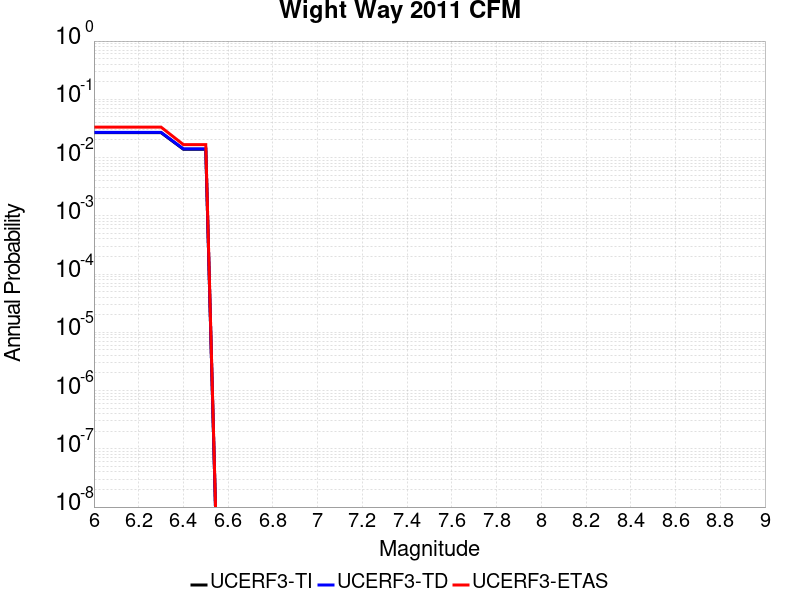 Wight Way 2011 CFM
Annual Probability
10^0
10^-1
10^-2
10^-3
10^-4
10^-5
10^-6
10^-7
10^-8
6 6.2 6.4 6.6 6.8 7 7.2 7.4 7.6 7.8 8 8.2 8.4 8.6 8.8 9
Magnitude
UCERF3-TI UCERF3-TD UCERF3-ETAS